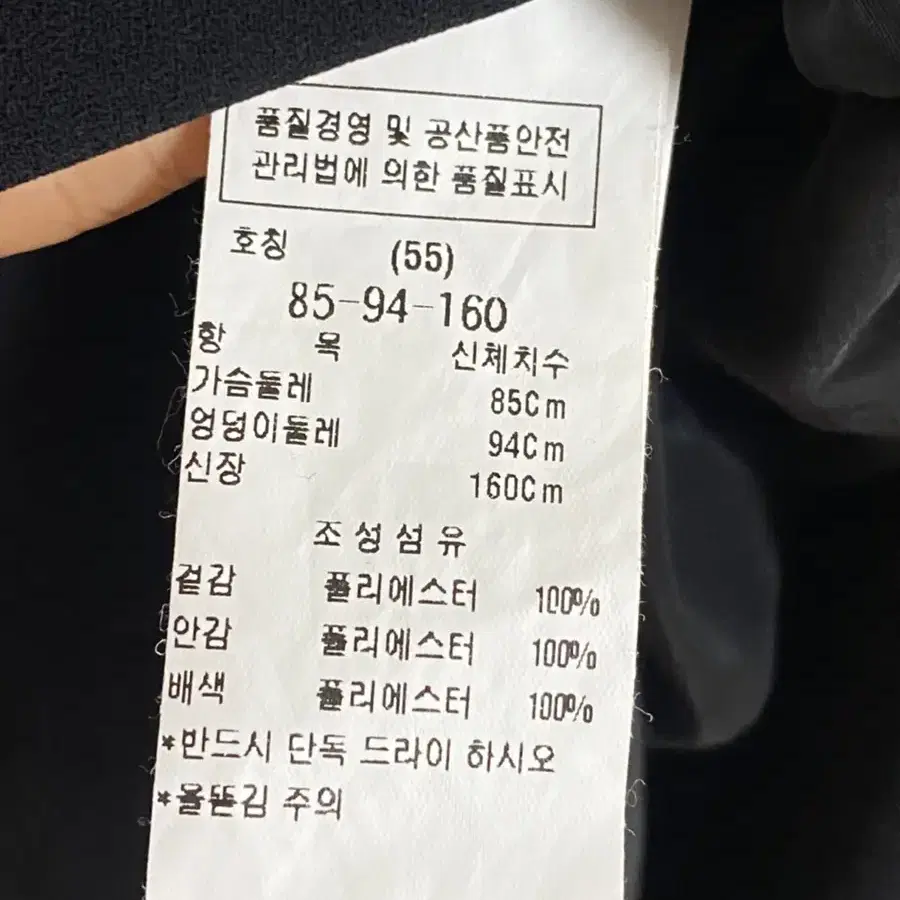 품질경영 및 공산품안전
관리법에 의한 품질표시
호칭 (55)
85-94-160
항 목 신체치수
가슴둘레 85Cm
엉덩이둘레 94Cm
신장 160Cm
조성섬유
겉감 폴리에스터 100%
안감 폴리에스터 100%
배색 폴리에스터 100%
*반드시 단독 드라이 하시오
*올뜯김 주의